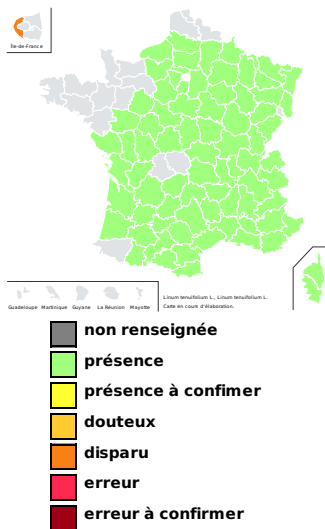 Île-de-France
Guadeloupe Martinique Guyane La Réunion Mayotte
Linum tenuifolium L., Linum tenuifolium L.
Carte en cours d'élaboration.
non renseignée
présence
présence à confimer
douteux
disparu
erreur
erreur à confirmer